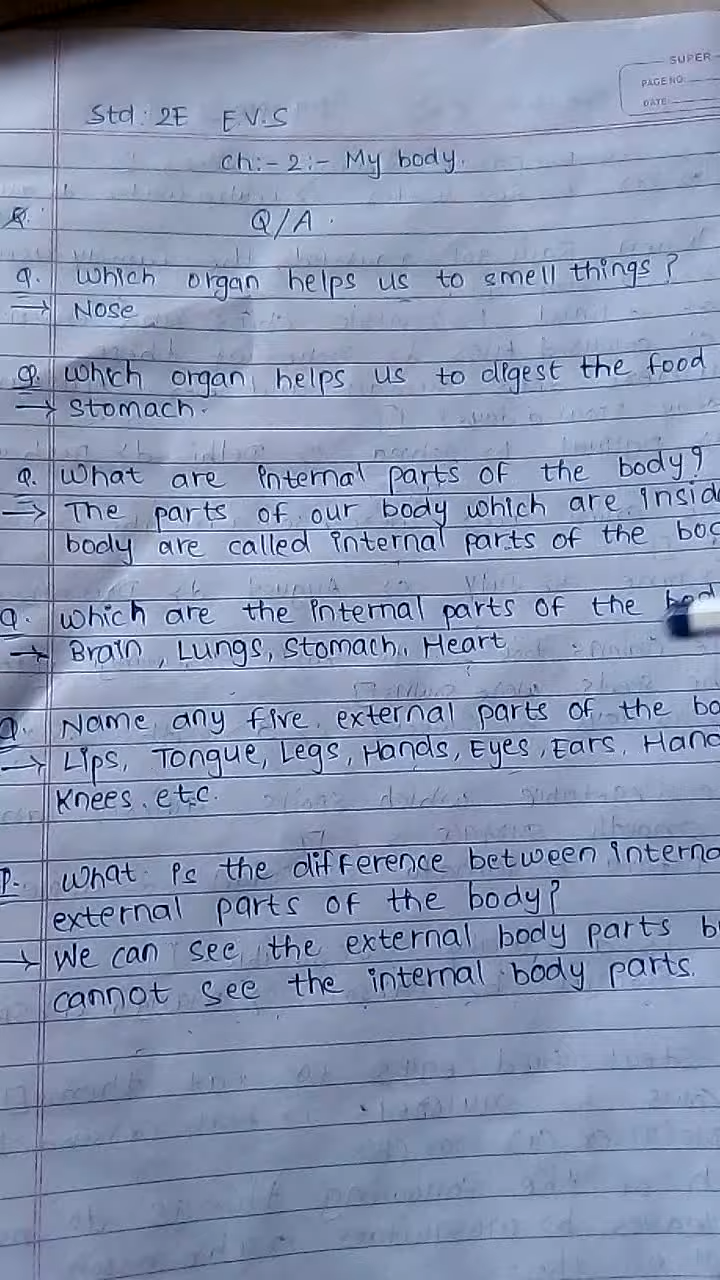 SUPER
PAGE NO:
DATE:
Std: 2E E.V.S
Ch:- 2:- My body.
Q/A.
Q. Which organ helps us to smell things?
→ Nose
Q. Which organ helps us to digest the food
→ Stomach.
Q. What are internal parts of the body?
→ The parts of our body which are insid
body are called internal parts of the bod
Q. Which are the internal parts of the bod
→ Brain, Lungs, Stomach, Heart
Q. Name any five external parts of the bo
→ Lips, Tongue, Legs, Hands, Eyes, Ears, Hand
Knees, etc.
Q. What is the difference between interna
external parts of the body?
→ We can see the external body parts b
cannot see the internal body parts.